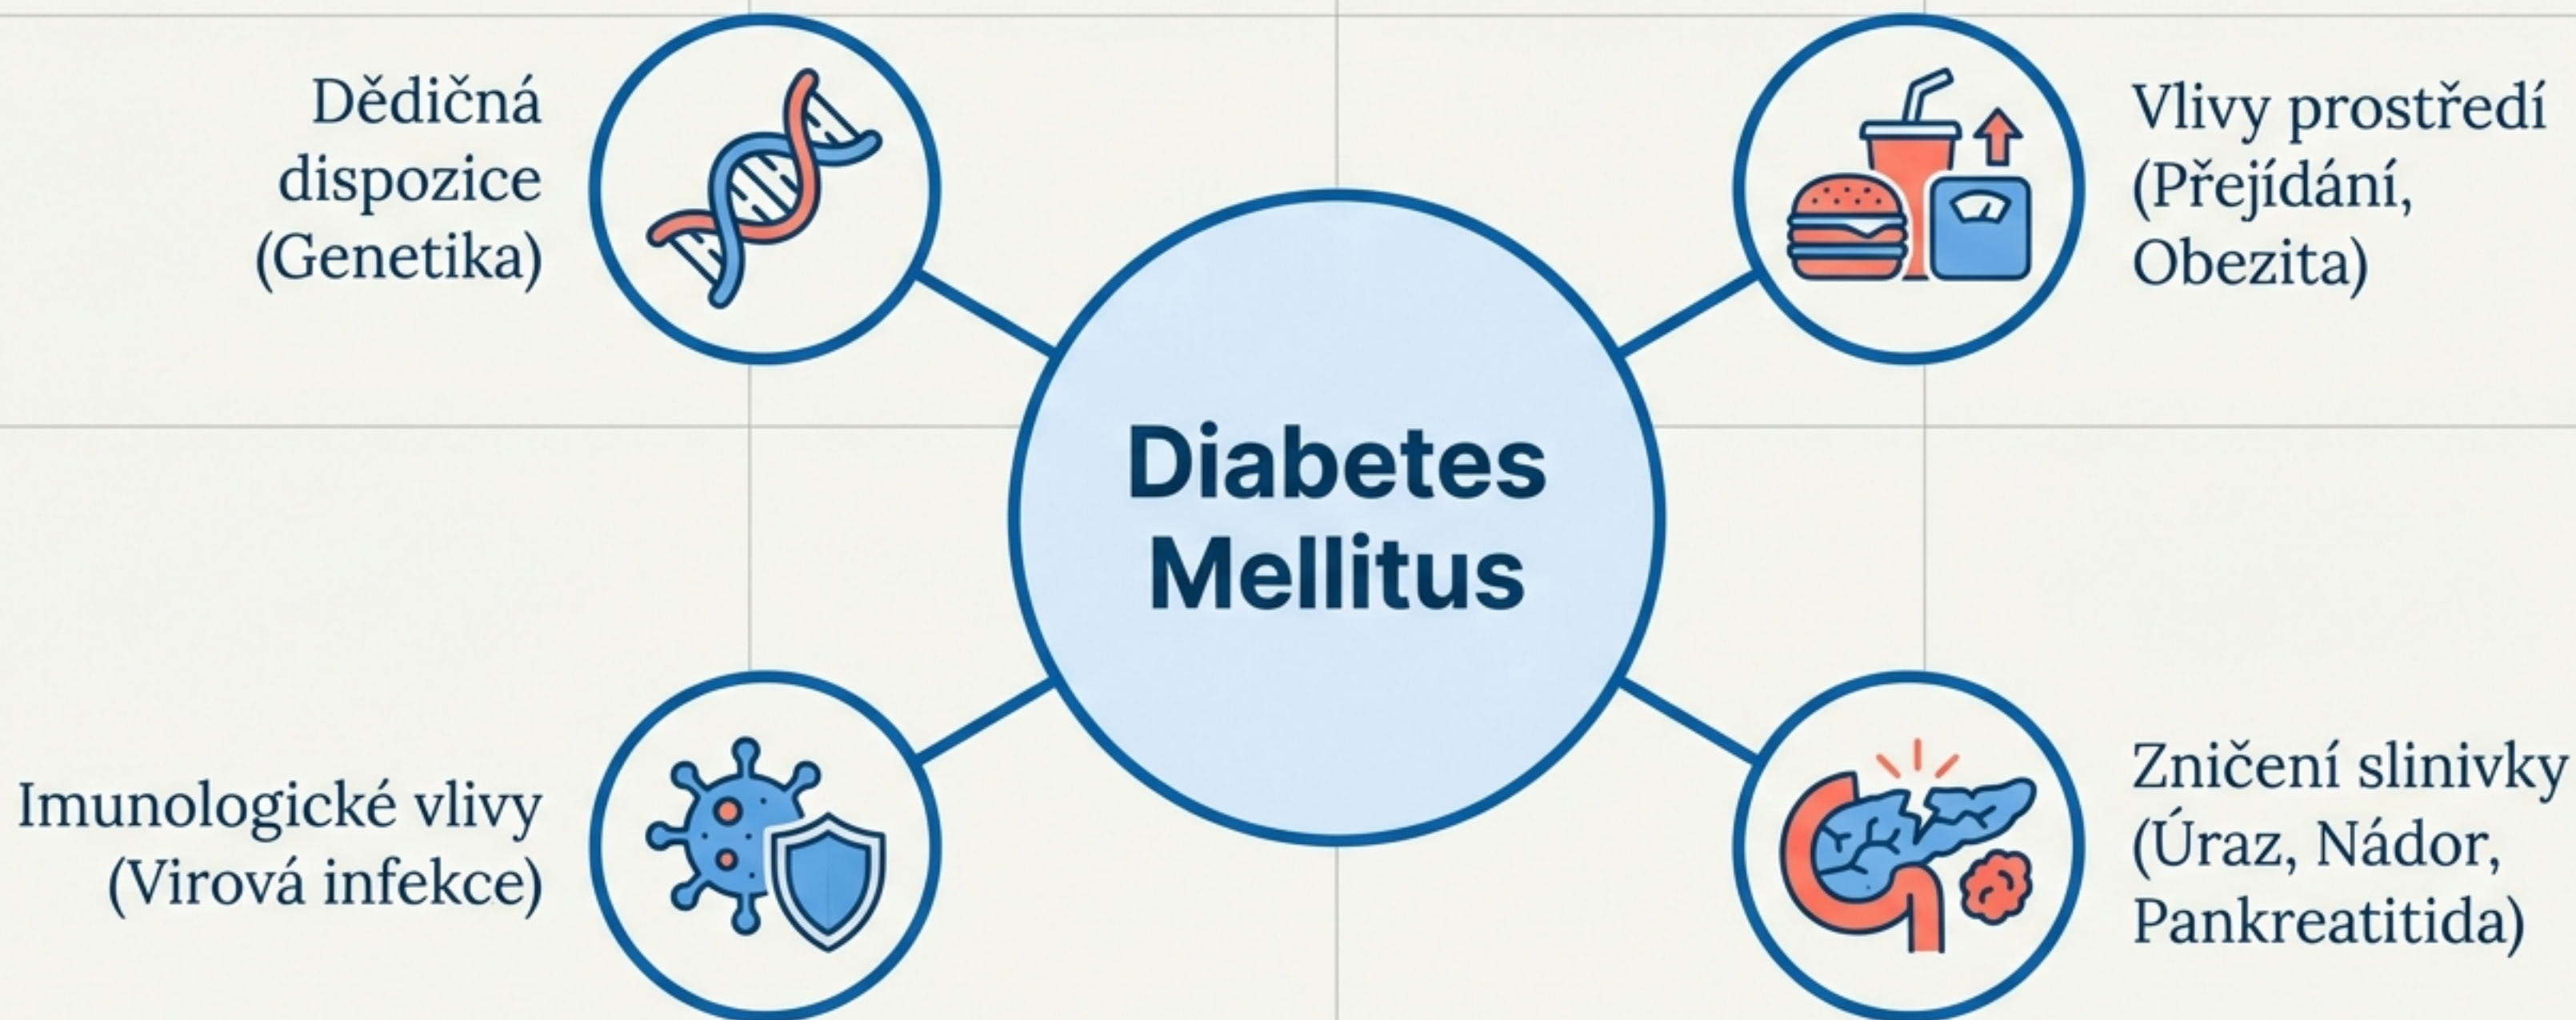 Dědičná
dispozice
(Genetika)
Vlivy prostředí
(Přejídání,
Obezita)
Diabetes
Mellitus
Imunologické vlivy
(Virová infekce)
Zničení slinivky
(Úraz, Nádor,
Pankreatitida)